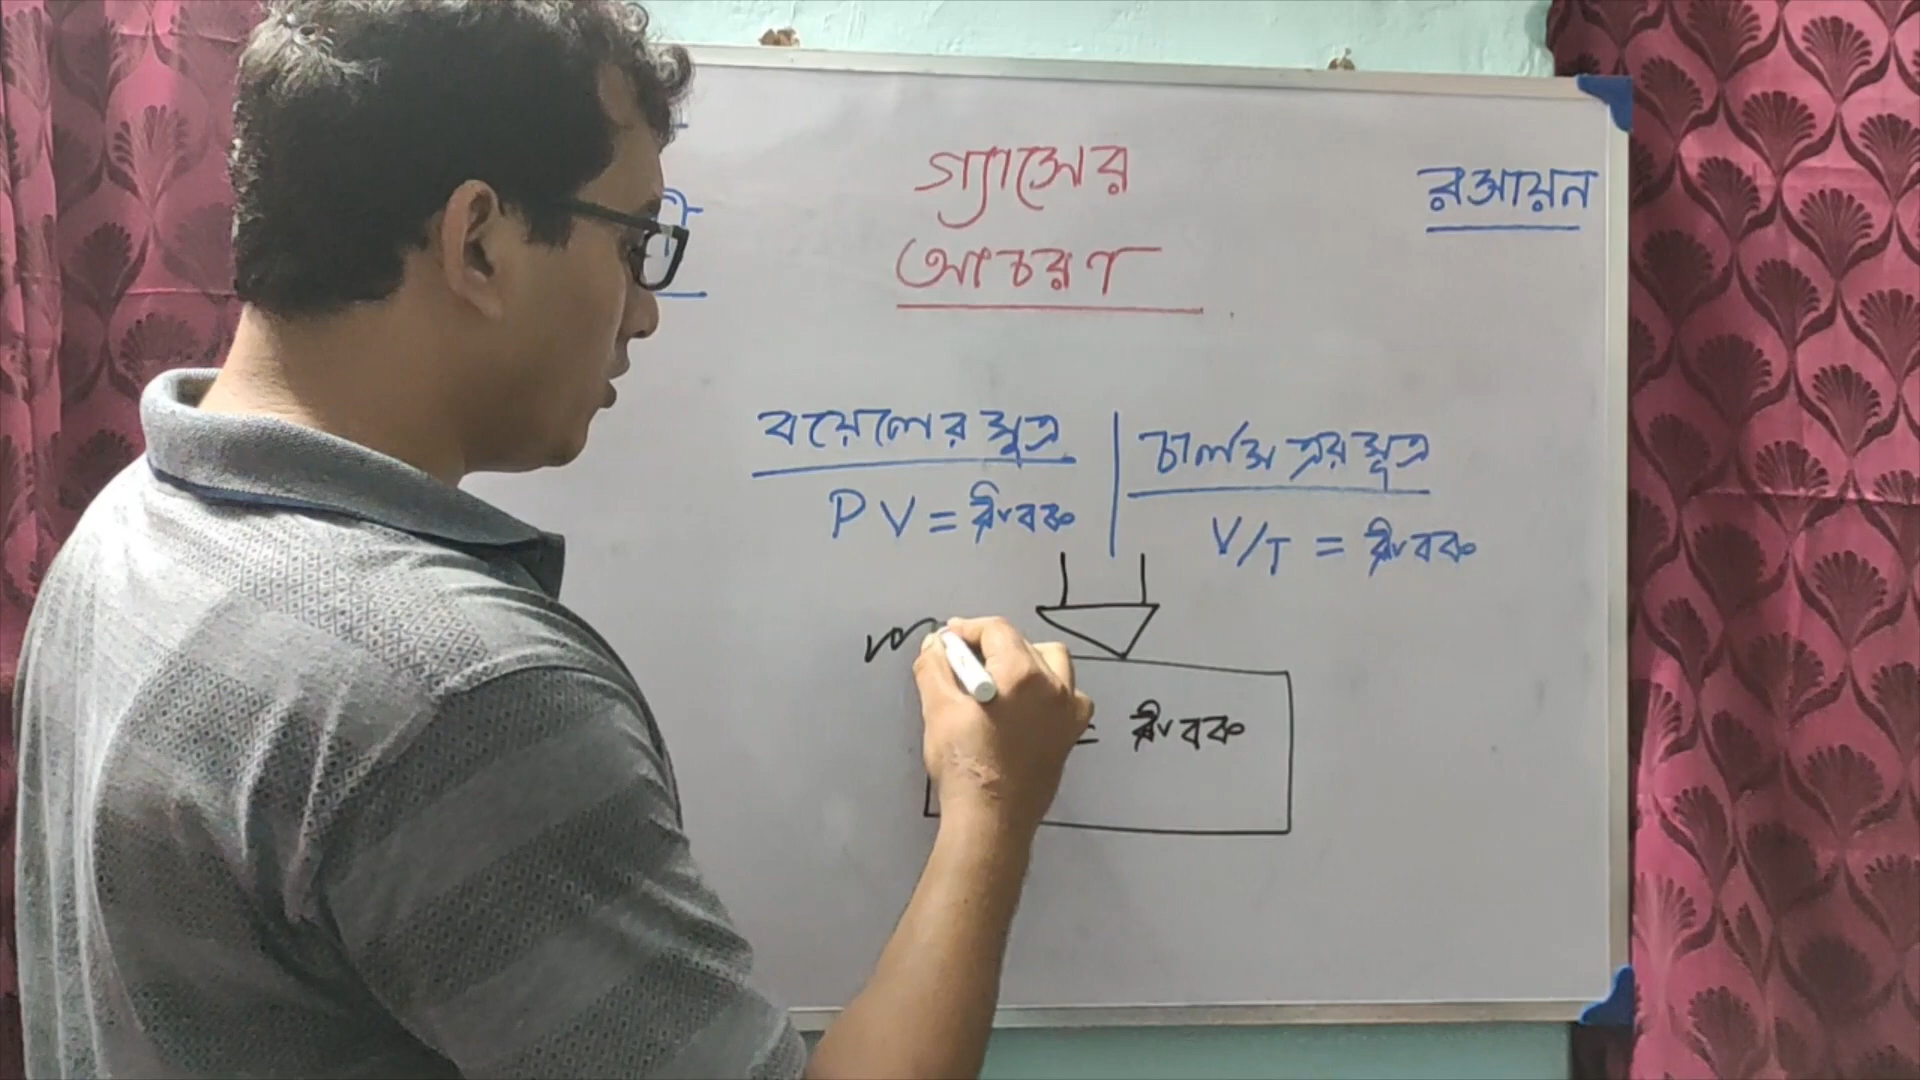 গ্যাসের
আচরণ
রসায়ন
বয়েলের সূত্র
চার্লস এর সূত্র
PV = ধ্রুবক
V/T = ধ্রুবক
= ধ্রুবক